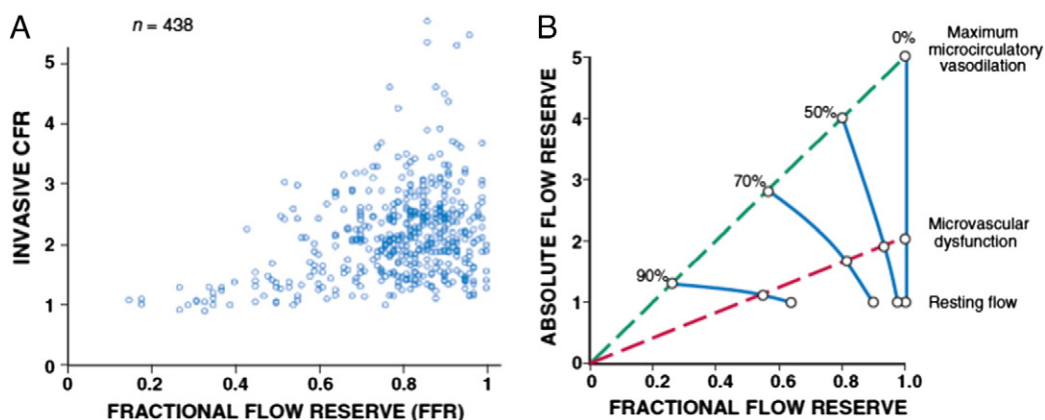 A
n = 438
INVASIVE CFR
5
4
3
2
1
0
0
0.2
0.4
0.6
0.8
1
FRACTIONAL FLOW RESERVE (FFR)
B
ABSOLUTE FLOW RESERVE
5
4
3
2
1
0
0
0.2
0.4
0.6
0.8
1.0
FRACTIONAL FLOW RESERVE
0%
50%
70%
90%
Maximum
microcirculatory
vasodilation
Microvascular
dysfunction
Resting flow